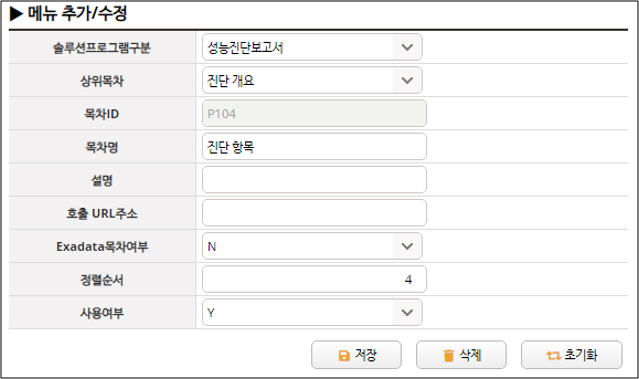 ▶ 메뉴 추가/수정
솔루션프로그램구분 성능진단보고서
상위목차 진단 개요
목차ID P104
목차명 진단 항목
설명
호출 URL주소
Exadata목차여부 N
정렬순서 4
사용여부 Y
저장 삭제 초기화